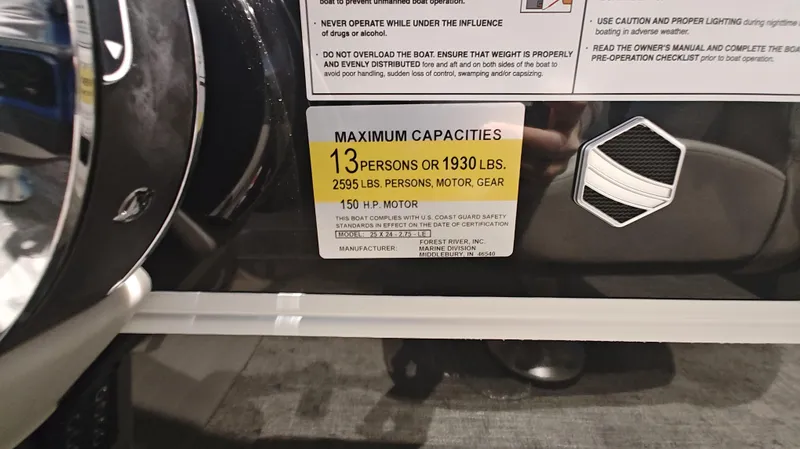 boat to prevent unmanned boat operation.
· NEVER OPERATE WHILE UNDER THE INFLUENCE
of drugs or alcohol.
· DO NOT OVERLOAD THE BOAT. ENSURE THAT WEIGHT IS PROPERLY
AND EVENLY DISTRIBUTED fore and aft and on both sides of the boat to
avoid poor handling, sudden loss of control, swamping and/or capsizing.
· USE CAUTION AND PROPER LIGHTING during nighttime
boating in adverse weather.
· READ THE OWNER'S MANUAL AND COMPLETE THE
PRE-OPERATION CHECKLIST prior to boat operation.
MAXIMUM CAPACITIES
13 PERSONS OR 1930 LBS.
2595 LBS. PERSONS, MOTOR, GEAR
150 H.P. MOTOR
THIS BOAT COMPLIES WITH U.S. COAST GUARD SAFETY
STANDARDS IN EFFECT ON THE DATE OF CERTIFICATION
MODEL: 25 X 24 - 2.75 - LE
MANUFACTURER: FOREST RIVER, INC.
MARINE DIVISION
MIDDLEBURY, IN 46540